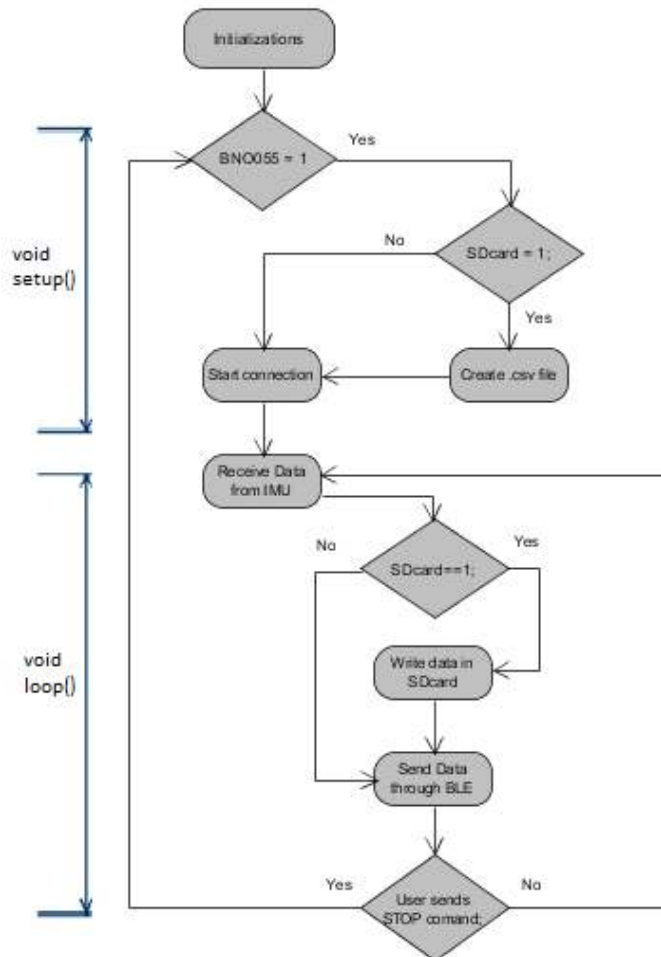 Initializations
BNO055 = 1
Yes
void
setup()
No
SDcard = 1;
Yes
Start connection
Create .csv file
Receive Data
from IMU
No
Yes
SDcard==1;
void
loop()
Write data in
SDcard
Send Data
through BLE
Yes
No
User sends
STOP comand;